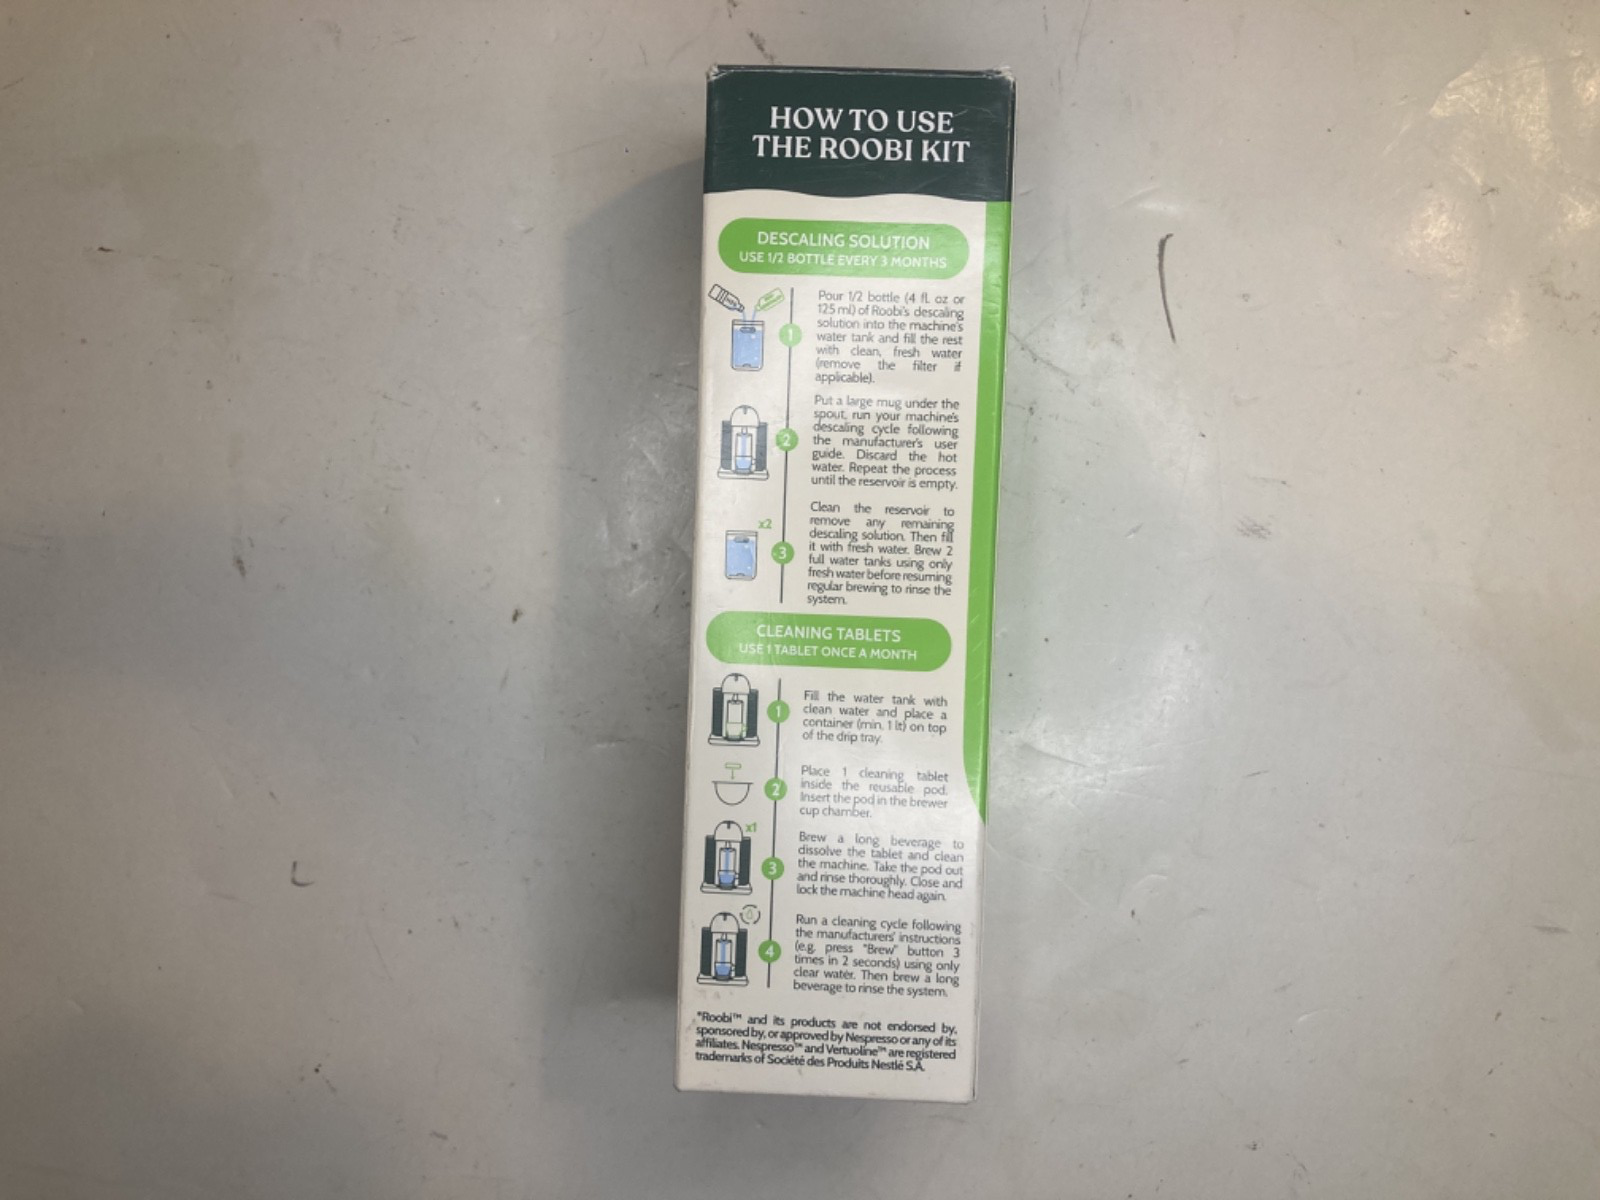 HOW TO USE
THE ROOBI KIT
DESCALING SOLUTION
USE 1/2 BOTTLE EVERY 3 MONTHS
1
Pour 1/2 bottle (4 fl. oz or
125 ml) of Roobi's descaling
solution into the machine's
water tank and fill the rest
with clean, fresh water
(remove the filter if
applicable).
2
Put a large mug under the
spout, run your machine's
descaling cycle following
the manufacturer's user
guide. Discard the hot
water. Repeat the process
until the reservoir is empty.
x2
3
Clean the reservoir to
remove any remaining
descaling solution. Then fill
it with fresh water. Brew 2
full water tanks using only
fresh water before resuming
regular brewing to rinse the
system.
CLEANING TABLETS
USE 1 TABLET ONCE A MONTH
1
Fill the water tank with
clean water and place a
container (min. 1 lt) on top
of the drip tray.
2
Place 1 cleaning tablet
inside the reusable pod.
Insert the pod in the brewer
cup chamber.
x1
3
Brew a long beverage to
dissolve the tablet and clean
the machine. Take the pod out
and rinse thoroughly. Close and
lock the machine head again.
4
Run a cleaning cycle following
the manufacturers' instructions
(e.g. press "Brew" button 3
times in 2 seconds) using only
clear water. Then brew a long
beverage to rinse the system.
*Roobi™ and its products are not endorsed by,
sponsored by, or approved by Nespresso or any of its
affiliates. Nespresso™ and Vertuoline™ are registered
trademarks of Société des Produits Nestlé S.A.